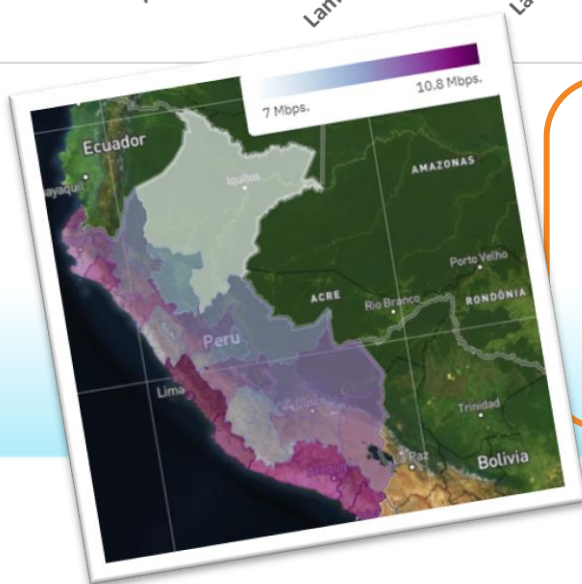 7 Mbps.
10.8 Mbps.
Ecuador
Iquitos
AMAZONAS
Porto Velho
ACRE
Rio Branco
RONDÔNIA
Peru
Lima
Trinidad
La Paz
Bolivia